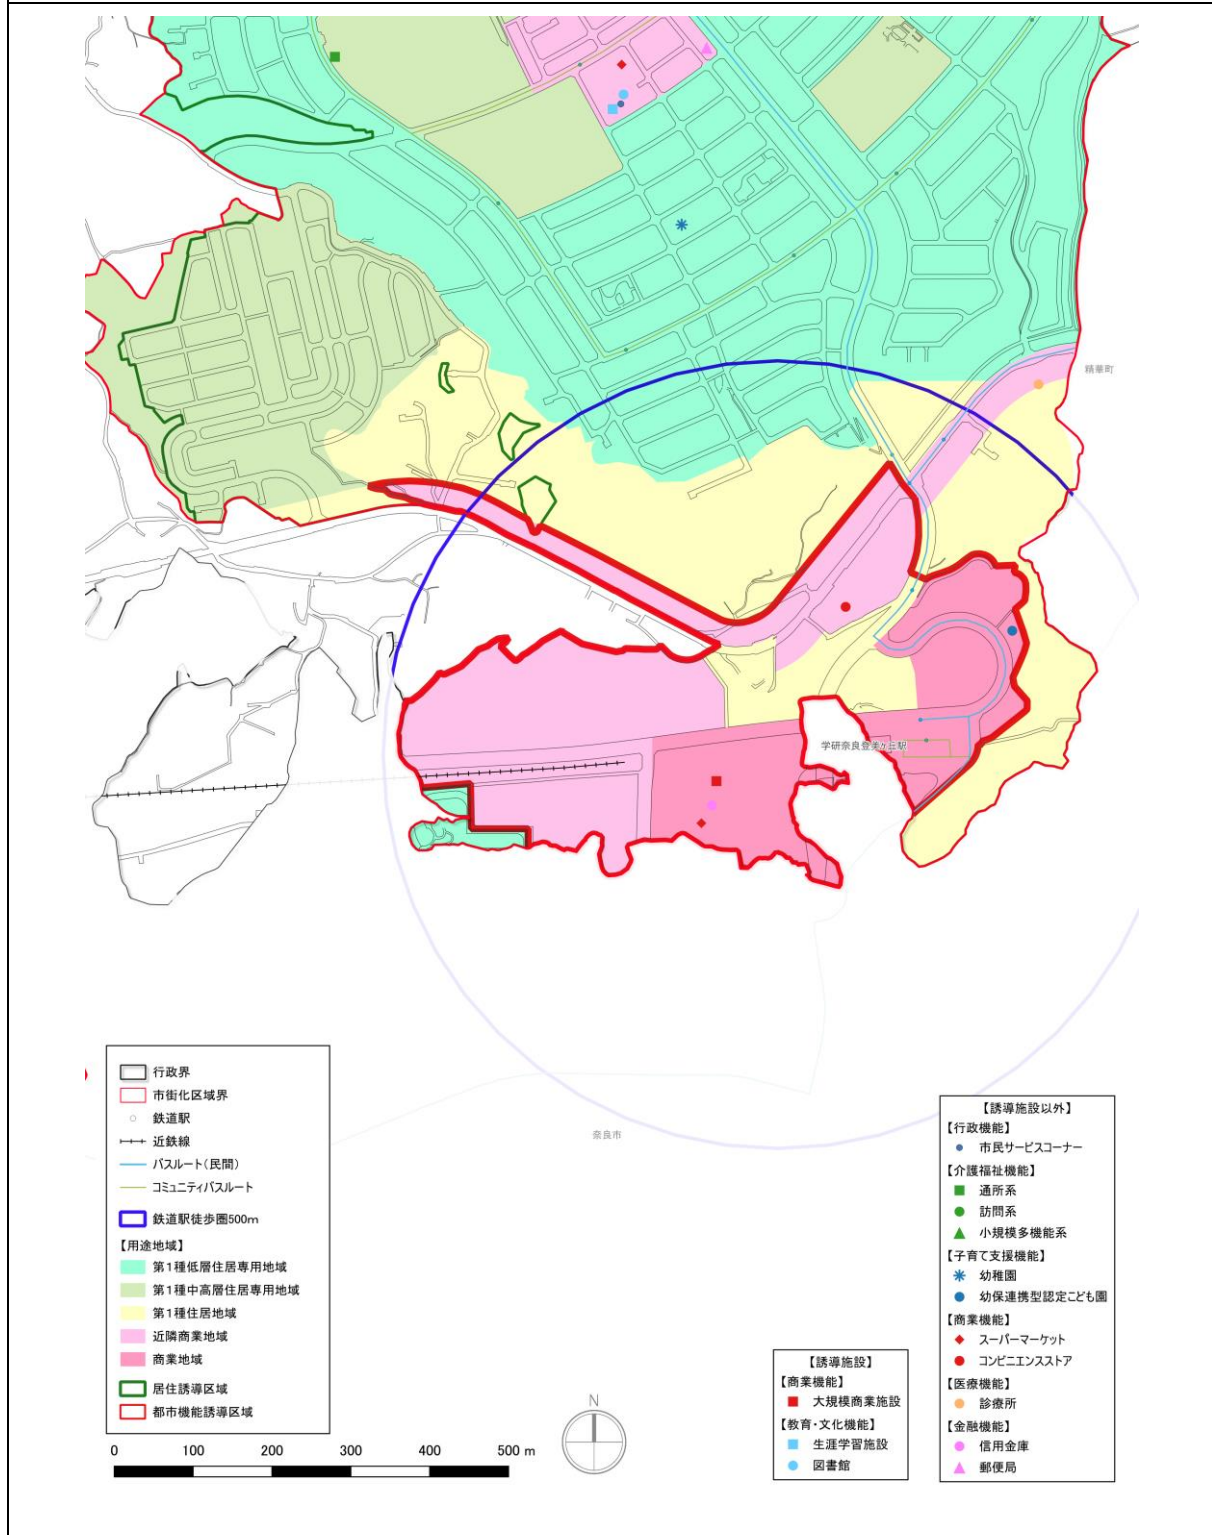 精華町
学研奈良登美ヶ丘駅
奈良市
行政界
市街化区域界
鉄道駅
近鉄線
バスルート(民間)
コミュニティバスルート
鉄道駅徒歩圏500m
【用途地域】
第1種低層住居専用地域
第1種中高層住居専用地域
第1種住居地域
近隣商業地域
商業地域
居住誘導区域
都市機能誘導区域
0 100 200 300 400 500 m
N
【誘導施設】
【商業機能】
大規模商業施設
【教育・文化機能】
生涯学習施設
図書館
【誘導施設以外】
【行政機能】
市民サービスコーナー
【介護福祉機能】
通所系
訪問系
小規模多機能系
【子育て支援機能】
幼稚園
幼保連携型認定こども園
【商業機能】
スーパーマーケット
コンビニエンスストア
【医療機能】
診療所
【金融機能】
信用金庫
郵便局